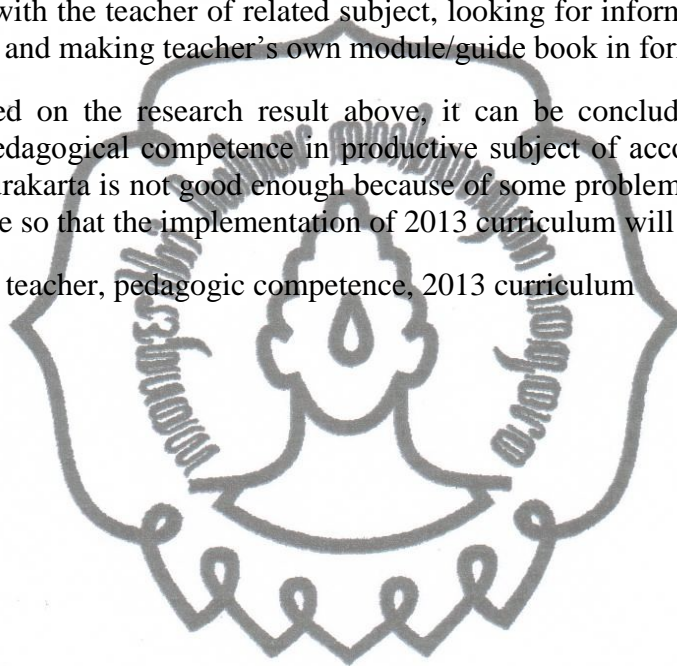 with the teacher of related subject, looking for inform
and making teacher's own module/guide book in for
ed on the research result above, it can be conclud
edagogical competence in productive subject of acco
urakarta is not good enough because of some problem
e so that the implementation of 2013 curriculum will
teacher, pedagogic competence, 2013 curriculum